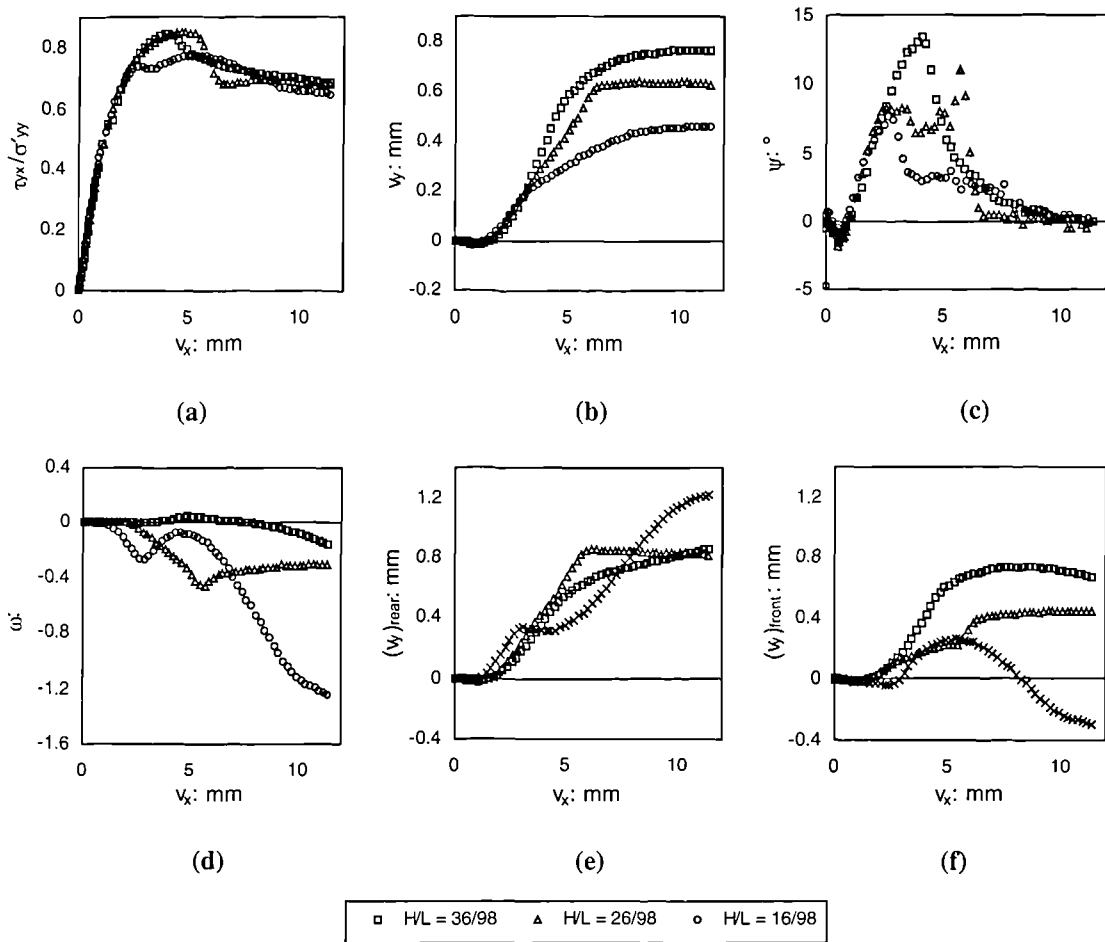 τyx/σ'yy
0.8
0.6
0.4
0.2
0
0 5 10
vx: mm
(a)
vy: mm
0.8
0.6
0.4
0.2
0
-0.2
0 5 10
vx: mm
(b)
ψ: °
15
10
5
0
-5
0 5 10
vx: mm
(c)
ω:
0.4
0
-0.4
-0.8
-1.2
-1.6
0 5 10
vx: mm
(d)
(vy)rear: mm
1.2
0.8
0.4
0
-0.4
0 5 10
vx: mm
(e)
(vy)front: mm
1.2
0.8
0.4
0
-0.4
0 5 10
vx: mm
(f)
H/L = 36/98 H/L = 26/98 H/L = 16/98